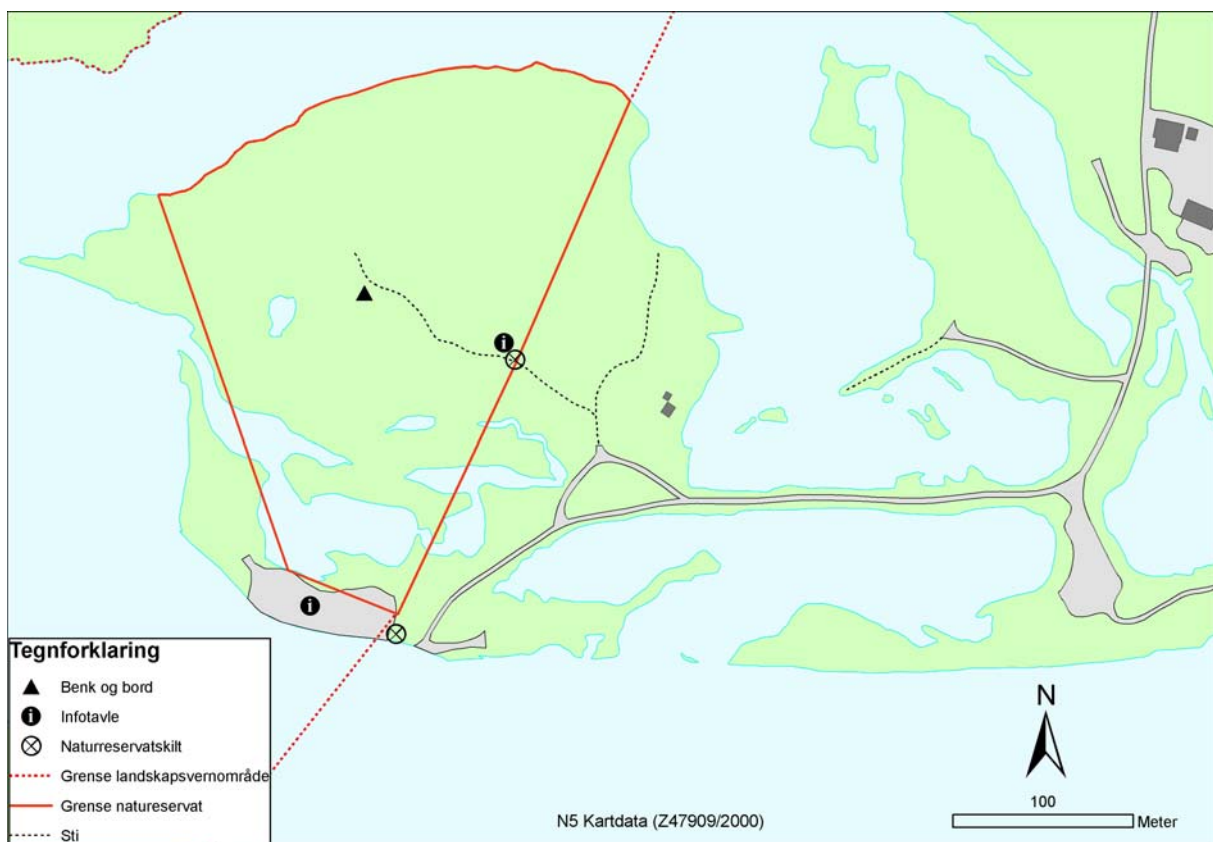 Tegnforklaring
Benk og bord
i Infotavle
Naturreservatskilt
Grense landskapsvernområde
Grense natureservat
Sti
i
i
N5 Kartdata (Z47909/2000)
N
100
Meter